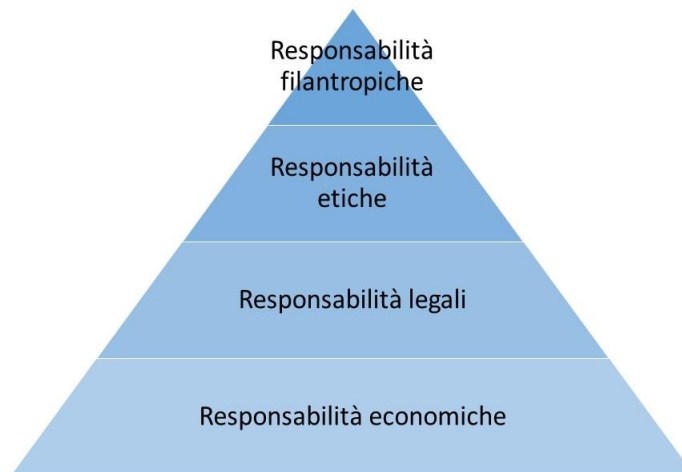 Responsabilità
filantropiche
Responsabilità
etiche
Responsabilità legali
Responsabilità economiche